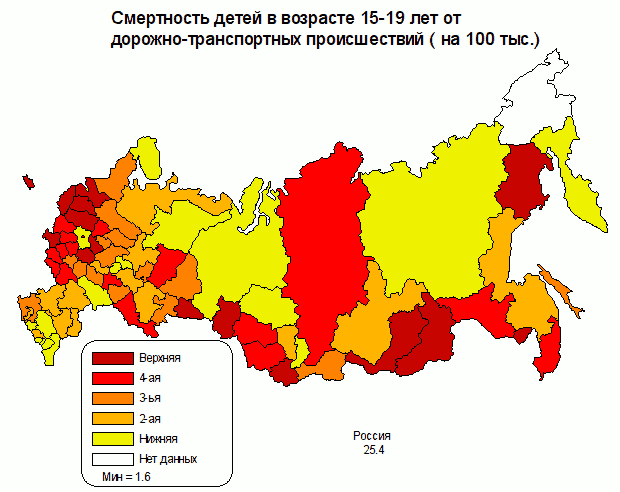 Смертность детей в возрасте 15-19 лет от
дорожно-транспортных происшествий ( на 100 тыс.)
Верхняя
4-ая
3-ья
2-ая
Нижняя
Нет данных
Мин = 1.6
Россия
25.4